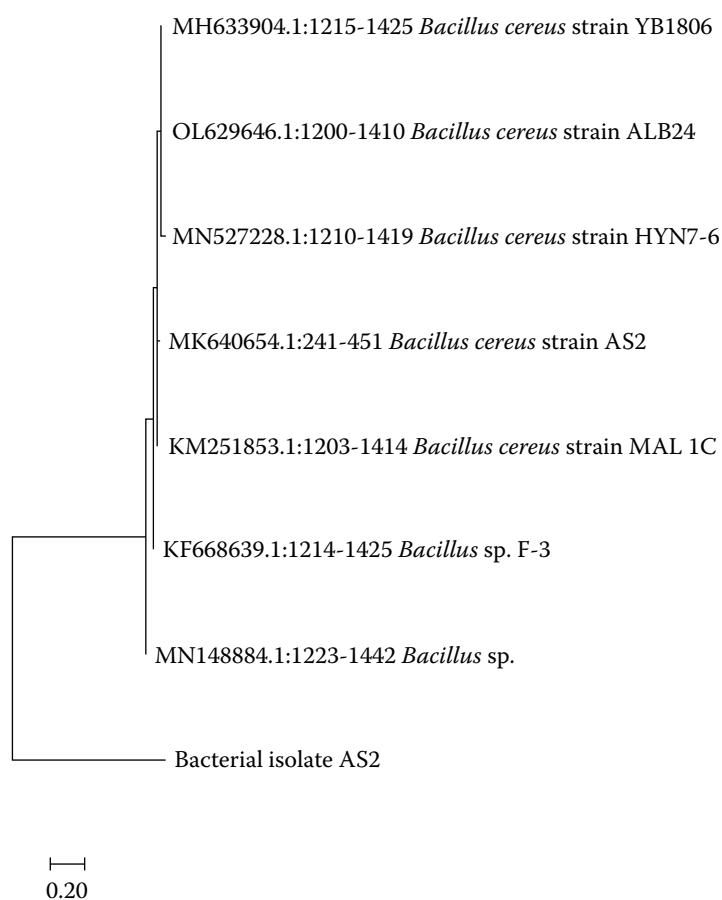 MH633904.1:1215-1425 Bacillus cereus strain YB1806
OL629646.1:1200-1410 Bacillus cereus strain ALB24
MN527228.1:1210-1419 Bacillus cereus strain HYN7-6
MK640654.1:241-451 Bacillus cereus strain AS2
KM251853.1:1203-1414 Bacillus cereus strain MAL 1C
KF668639.1:1214-1425 Bacillus sp. F-3
MN148884.1:1223-1442 Bacillus sp.
Bacterial isolate AS2
0.20